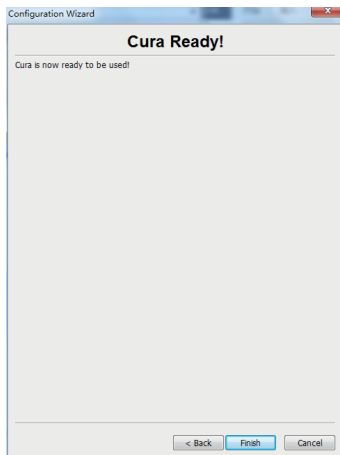 Configuration Wizard
Cura Ready!
Cura is now ready to be used!
< Back
Finish
Cancel